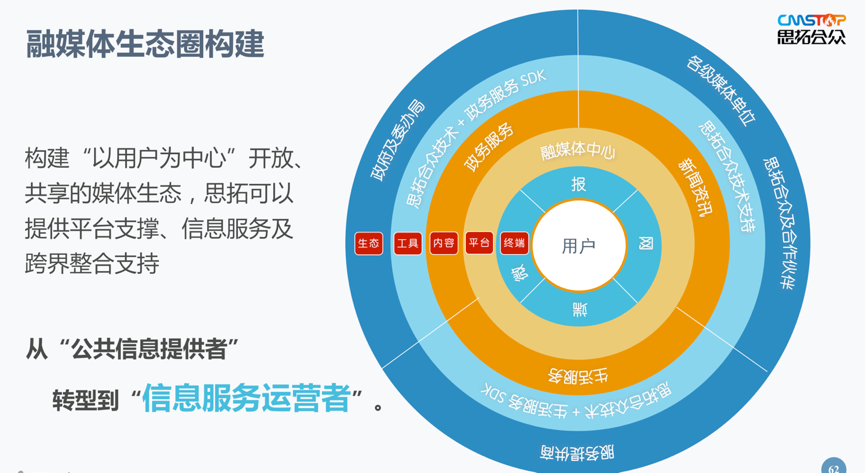 融媒体生态圈构建
CMSTOP
思拓合众
构建“以用户为中心”开放、
共享的媒体生态，思拓可以
提供平台支撑、信息服务及
跨界整合支持
从“公共信息提供者”
转型到“信息服务运营者”。
政府及委办局
各级媒体单位
思拓合众及合作伙伴
服务提供商
思拓合众技术 + 政务服务 SDK
思拓合众技术支持
思拓合众技术 + 生活服务 SDK
政务服务
新闻资讯
生活服务
融媒体中心
报
网
端
微
用户
生态
工具
内容
平台
终端
62